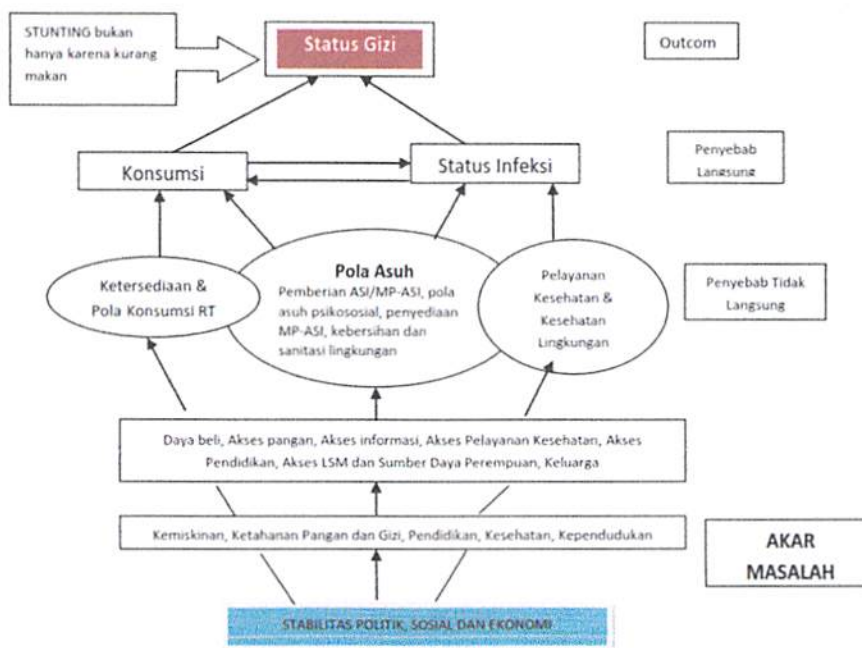 STUNTING bukan
hanya karena kurang
makan
Status Gizi
Outcom
Konsumsi
Status Infeksi
Penyebab
Langsung
Ketersediaan &
Pola Konsumsi RT
Pola Asuh
Pemberian ASI/MP-ASI, pola
asuh psikososial, penyediaan
MP-ASI, kebersihan dan
sanitasi lingkungan
Pelayanan
Kesehatan &
Kesehatan
Lingkungan
Penyebab Tidak
Langsung
Daya beli, Akses pangan, Akses informasi, Akses Pelayanan Kesehatan, Akses
Pendidikan, Akses LSM dan Sumber Daya Perempuan, Keluarga
Kemiskinan, Ketahanan Pangan dan Gizi, Pendidikan, Kesehatan, Kependudukan
AKAR
MASALAH
STABILITAS POLITIK, SOSIAL DAN EKONOMI